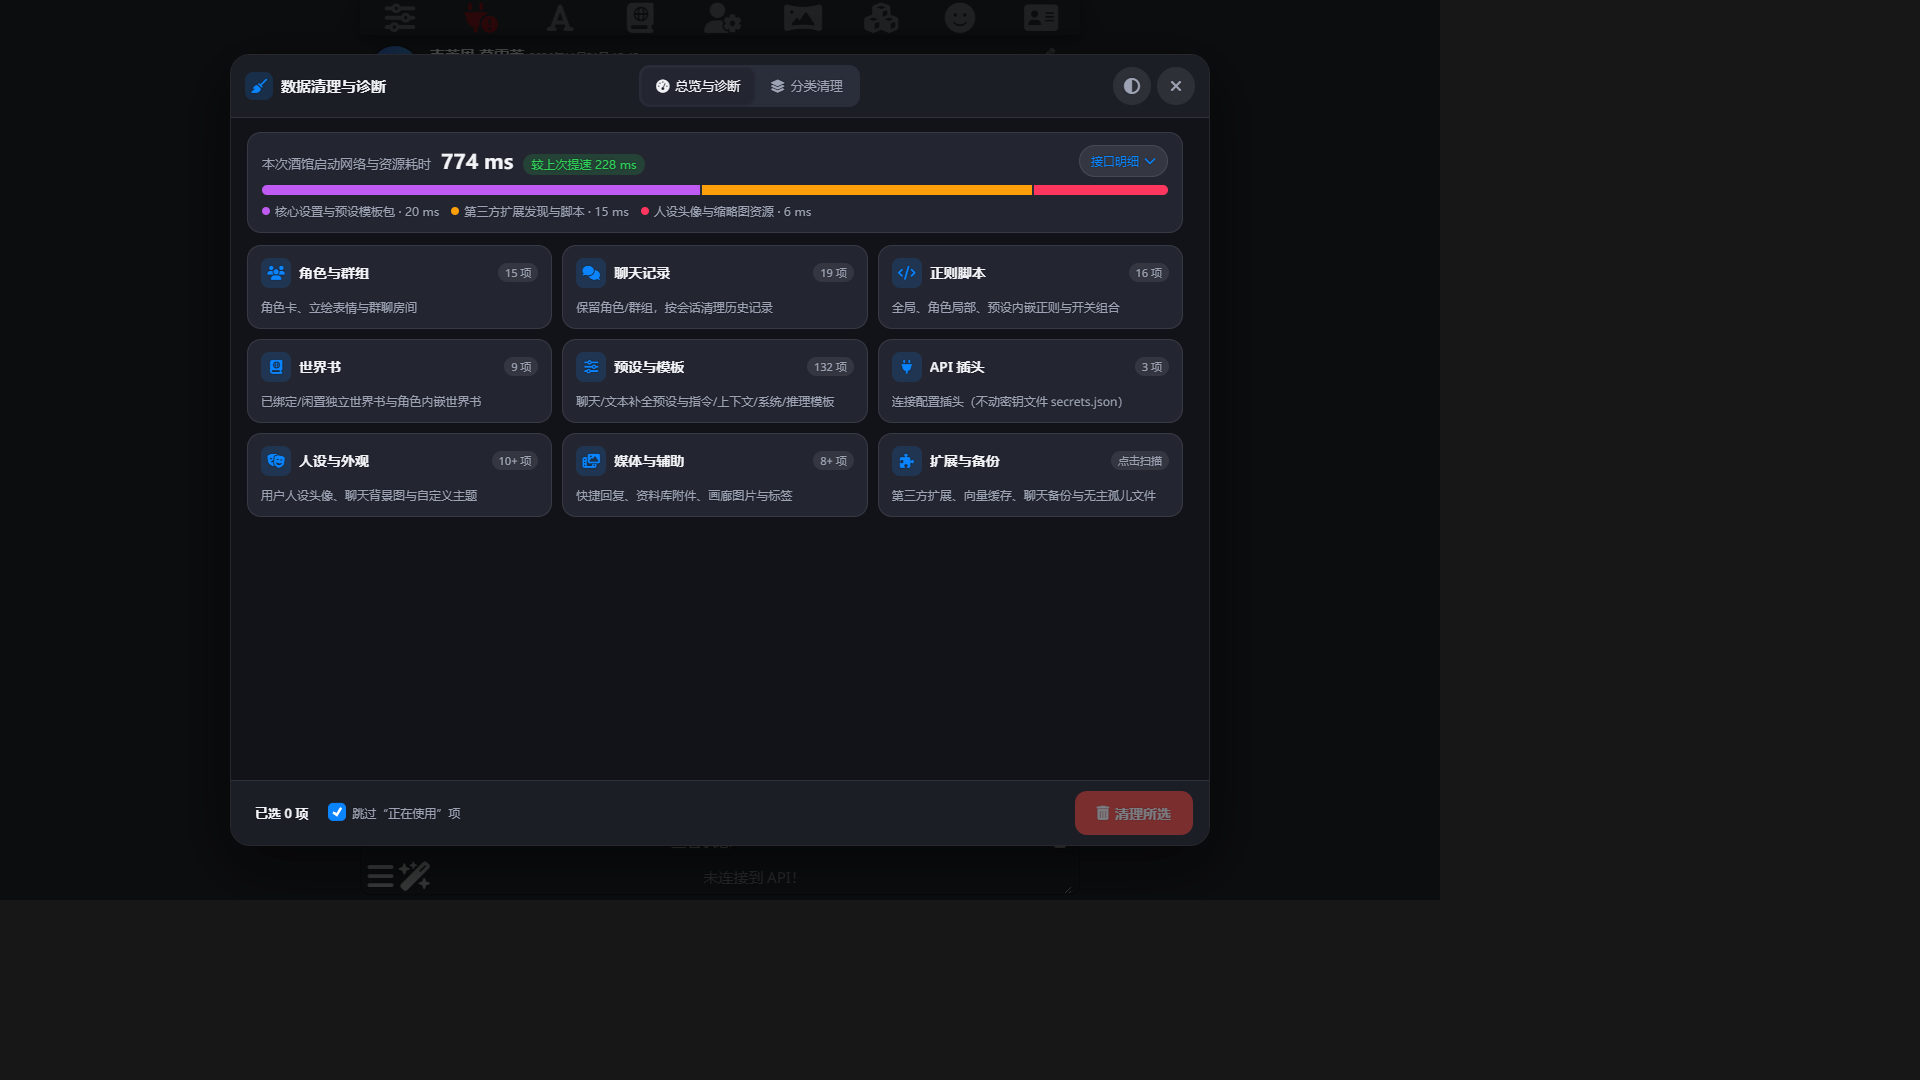 数据清理与诊断
总览与诊断
分类清理
本次酒馆启动网络与资源耗时 774 ms 较上次提速 228 ms
接口明细
核心设置与预设模板包 · 20 ms 第三方扩展发现与脚本 · 15 ms 人设头像与缩略图资源 · 6 ms
角色与群组 15 项
角色卡、立绘表情与群聊房间
聊天记录 19 项
保留角色/群组，按会话清理历史记录
正则脚本 16 项
全局、角色局部、预设内嵌正则与开关组合
世界书 9 项
已绑定/闲置独立世界书与角色内嵌世界书
预设与模板 132 项
聊天/文本补全预设与指令/上下文/系统/推理模板
API 插头 3 项
连接配置插头（不动密钥文件 secrets.json）
人设与外观 10+ 项
用户人设头像、聊天背景图与自定义主题
媒体与辅助 8+ 项
快捷回复、资料库附件、画廊图片与标签
扩展与备份 点击扫描
第三方扩展、向量缓存、聊天备份与无主孤儿文件
已选 0 项
跳过“正在使用”项
清理所选
未连接到 API！